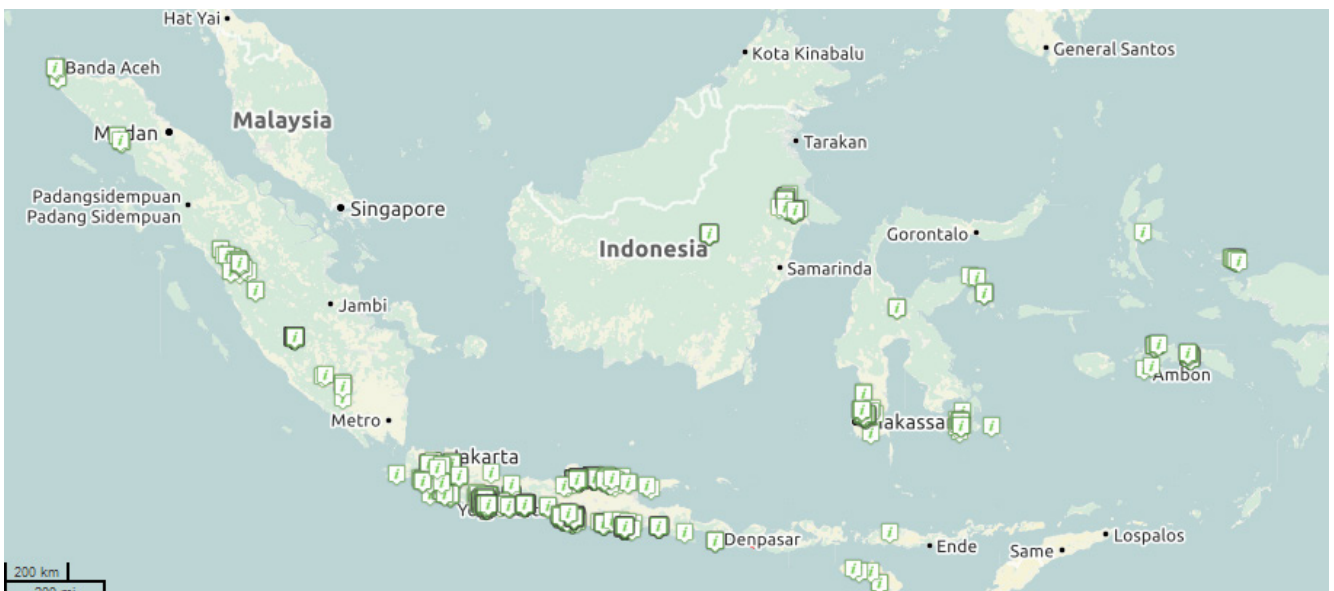 Hat Yai
General Santos
Kota Kinabalu
Banda Aceh
Malaysia
Tarakan
Padangsidempuan
Padang Sidempuan
Singapore
Gorontalo
Indonesia
Samarinda
Jambi
Ambon
Metro
akassa
Jakarta
Denpasar
Ende
Same
Lospalos
200 km